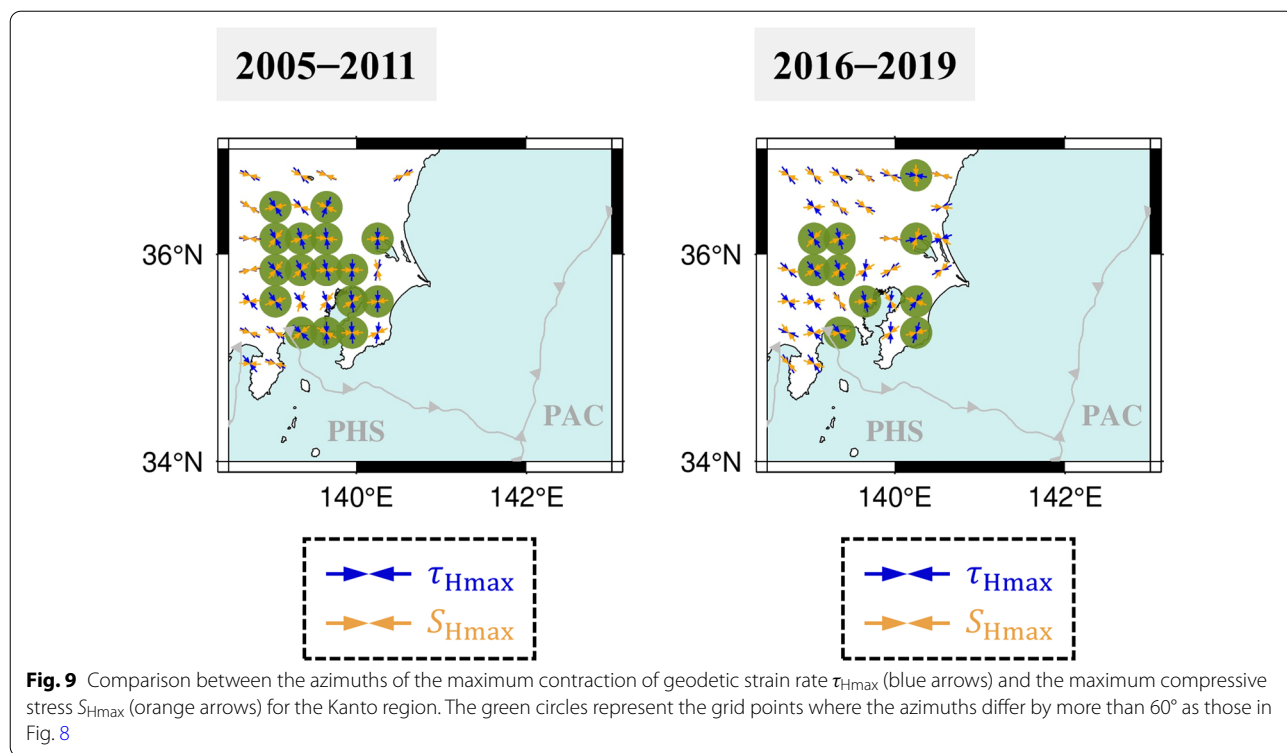 2005–2011
2016–2019
36°N
34°N
140°E
142°E
PHS
PAC
36°N
34°N
140°E
142°E
PHS
PAC
τHmax
SHmax
τHmax
SHmax
Fig. 9 Comparison between the azimuths of the maximum contraction of geodetic strain rate τHmax (blue arrows) and the maximum compressive
stress SHmax (orange arrows) for the Kanto region. The green circles represent the grid points where the azimuths differ by more than 60° as those in
Fig. 8